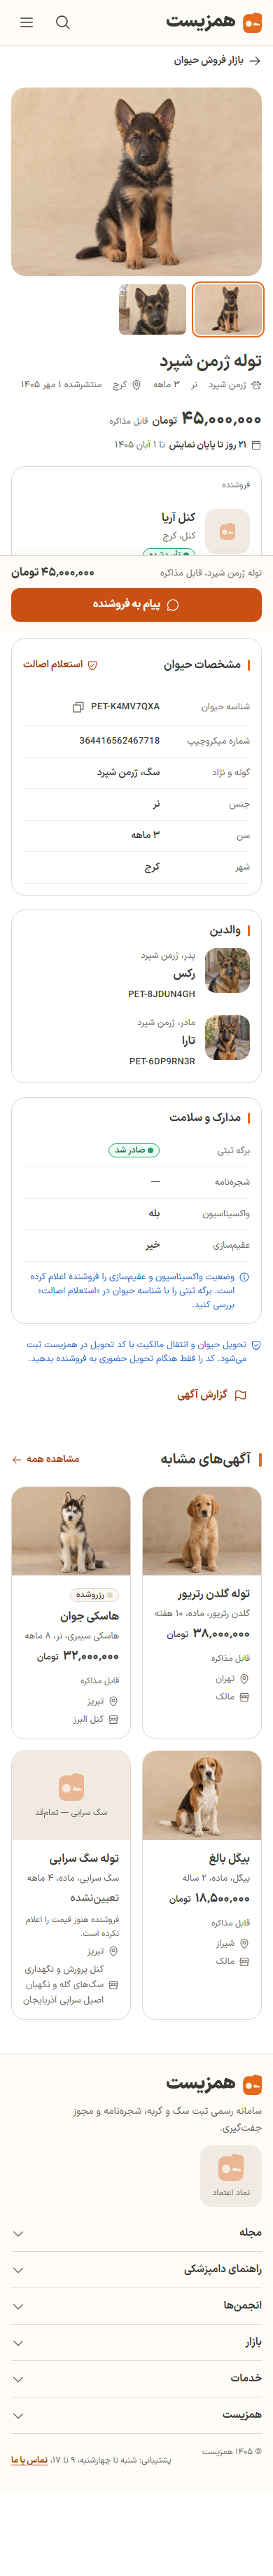 همزیست
بازار فروش حیوان
توله ژرمن شپرد
ژرمن شپرد نر ۳ ماهه کرج منتشرشده ۱ مهر ۱۴۰۵
۴۵٬۰۰۰٬۰۰۰ تومان قابل مذاکره
۲۱ روز تا پایان نمایش تا ۱ آبان ۱۴۰۵
فروشنده
کنل آریا
کنل، کرج
توله ژرمن شپرد، قابل مذاکره
۴۵٬۰۰۰٬۰۰۰ تومان
پیام به فروشنده
مشخصات حیوان
استعلام اصالت
شناسه حیوان PET-K4MV7QXA
شماره میکروچیپ 364416562467718
گونه و نژاد سگ، ژرمن شپرد
جنس نر
سن ۳ ماهه
شهر کرج
والدین
پدر، ژرمن شپرد
رکس
PET-8JDUN4GH
مادر، ژرمن شپرد
تارا
PET-6DP9RN3R
مدارک و سلامت
برگه ثبتی صادر شد
شجره‌نامه —
واکسیناسیون بله
عقیم‌سازی خیر
وضعیت واکسیناسیون و عقیم‌سازی را فروشنده اعلام کرده
است. برگه ثبتی را با شناسه حیوان در «استعلام اصالت»
بررسی کنید.
تحویل حیوان و انتقال مالکیت با کد تحویل در همزیست ثبت
می‌شود. کد را فقط هنگام تحویل حضوری به فروشنده بدهید.
گزارش آگهی
آگهی‌های مشابه
مشاهده همه
توله گلدن رتریور
گلدن رتریور، ماده، ۱۰ هفته
۳۸٬۰۰۰٬۰۰۰ تومان
قابل مذاکره
تهران
مالک
رزروشده
هاسکی جوان
هاسکی سیبری، نر، ۸ ماهه
۳۲٬۰۰۰٬۰۰۰ تومان
قابل مذاکره
تبریز
کنل البرز
بیگل بالغ
بیگل، ماده، ۲ ساله
۱۸٬۵۰۰٬۰۰۰ تومان
قابل مذاکره
شیراز
مالک
سگ سرابی — تمام‌قد
توله سگ سرابی
سگ سرابی، ماده، ۴ ماهه
تعیین‌نشده
فروشنده هنوز قیمت را اعلام
نکرده است.
تبریز
کنل پرورش و نگهداری
سگ‌های گله و نگهبان
اصیل سرابی آذربایجان
همزیست
سامانه رسمی ثبت سگ و گربه، شجره‌نامه و مجوز
جفت‌گیری.
نماد اعتماد
مجله
راهنمای دامپزشکی
انجمن‌ها
بازار
خدمات
همزیست
© ۱۴۰۵ همزیست
پشتیبانی: شنبه تا چهارشنبه، ۹ تا ۱۷، تماس با ما